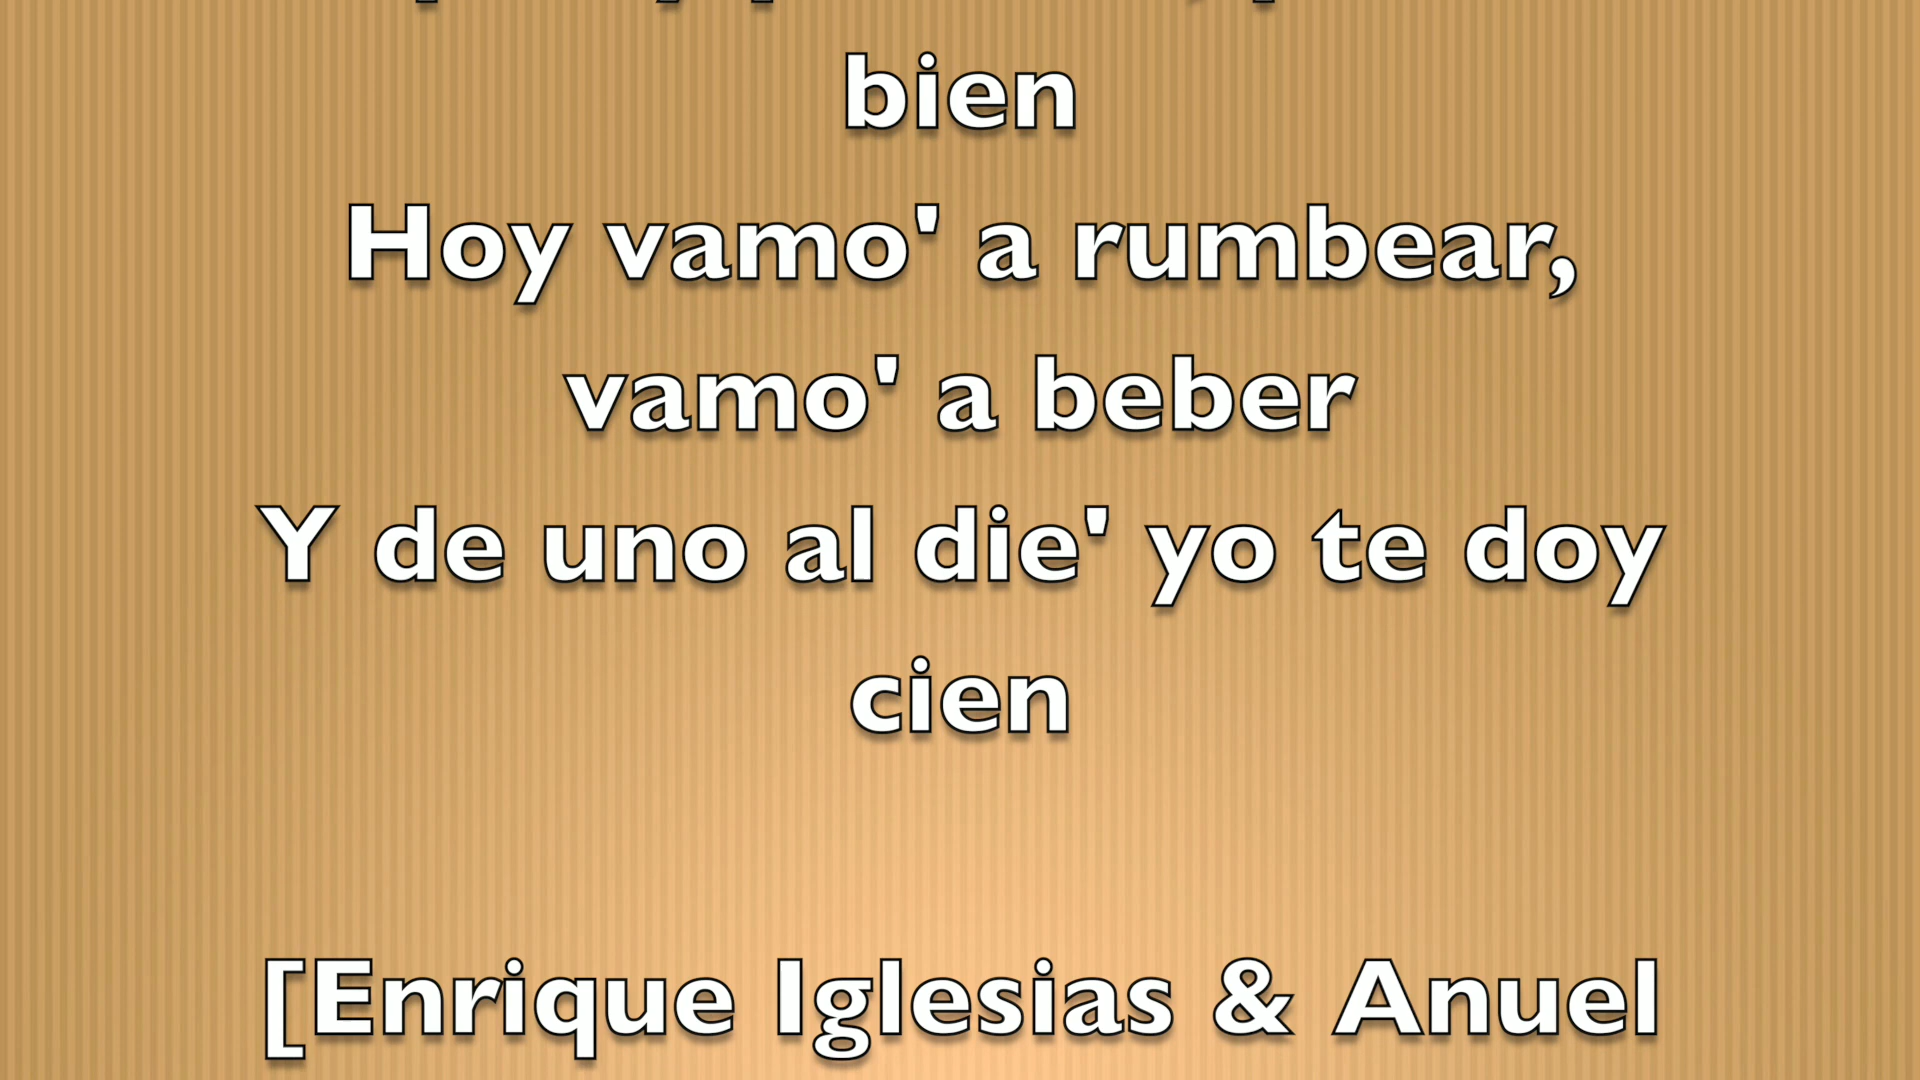 bien
Hoy vamo' a rumbear,
vamo' a beber
Y de uno al die' yo te doy
cien
[Enrique Iglesias & Anuel